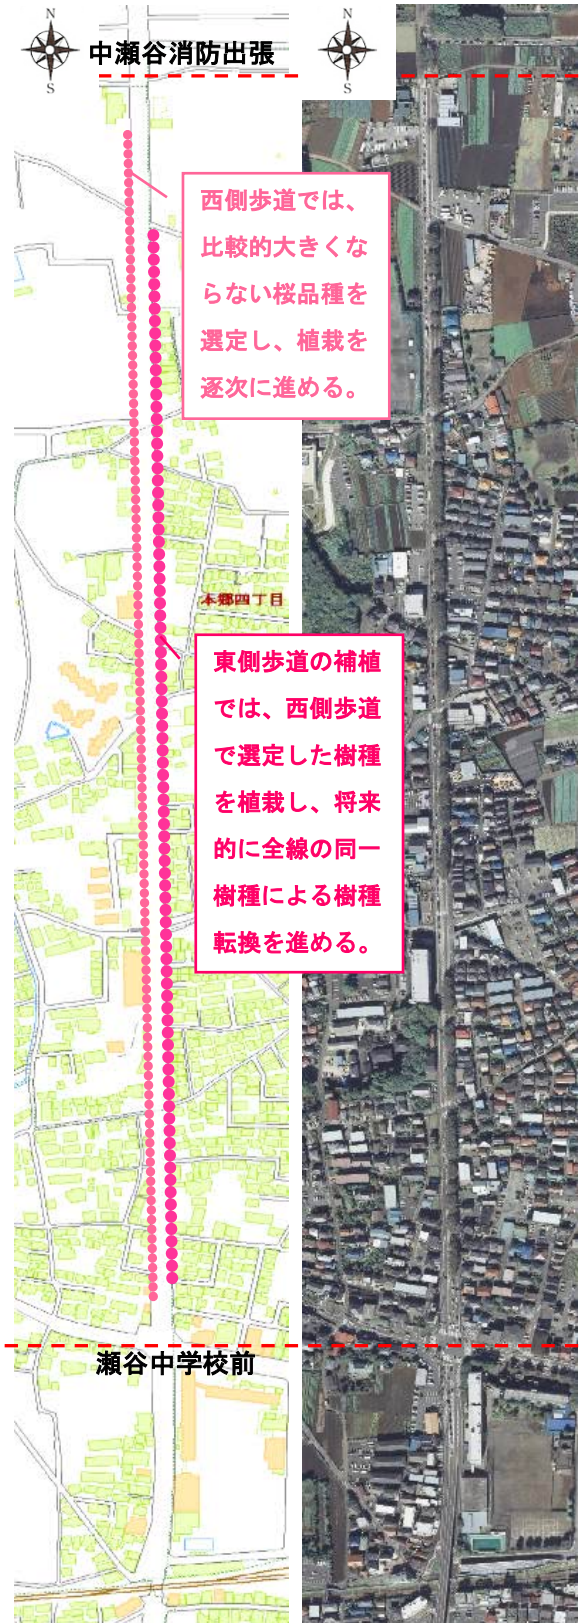 N
S
中瀬谷消防出張
N
S
西側歩道では、
比較的大きくな
らない桜品種を
選定し、植栽を
逐次に進める。
本郷四丁目
東側歩道の補植
では、西側歩道
で選定した樹種
を植栽し、将来
的に全線の同一
樹種による樹種
転換を進める。
瀬谷中学校前